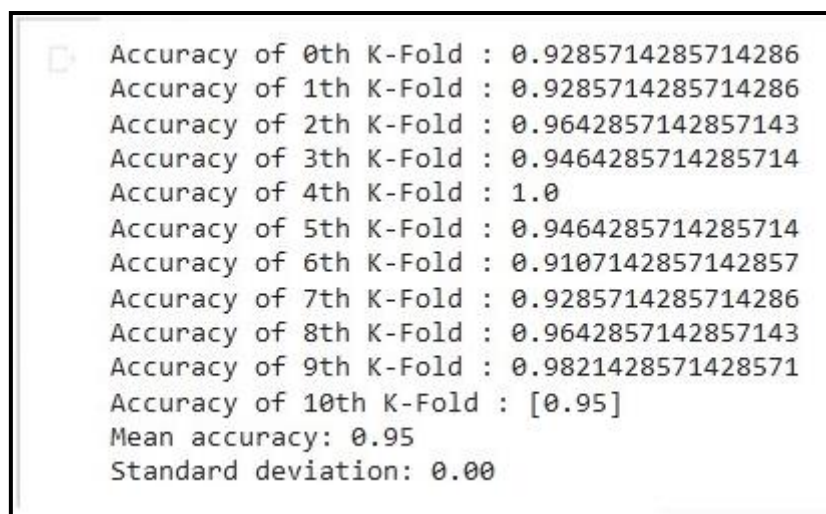 Accuracy of 0th K-Fold : 0.9285714285714286
Accuracy of 1th K-Fold : 0.9285714285714286
Accuracy of 2th K-Fold : 0.9642857142857143
Accuracy of 3th K-Fold : 0.9464285714285714
Accuracy of 4th K-Fold : 1.0
Accuracy of 5th K-Fold : 0.9464285714285714
Accuracy of 6th K-Fold : 0.9107142857142857
Accuracy of 7th K-Fold : 0.9285714285714286
Accuracy of 8th K-Fold : 0.9642857142857143
Accuracy of 9th K-Fold : 0.9821428571428571
Accuracy of 10th K-Fold : [0.95]
Mean accuracy: 0.95
Standard deviation: 0.00